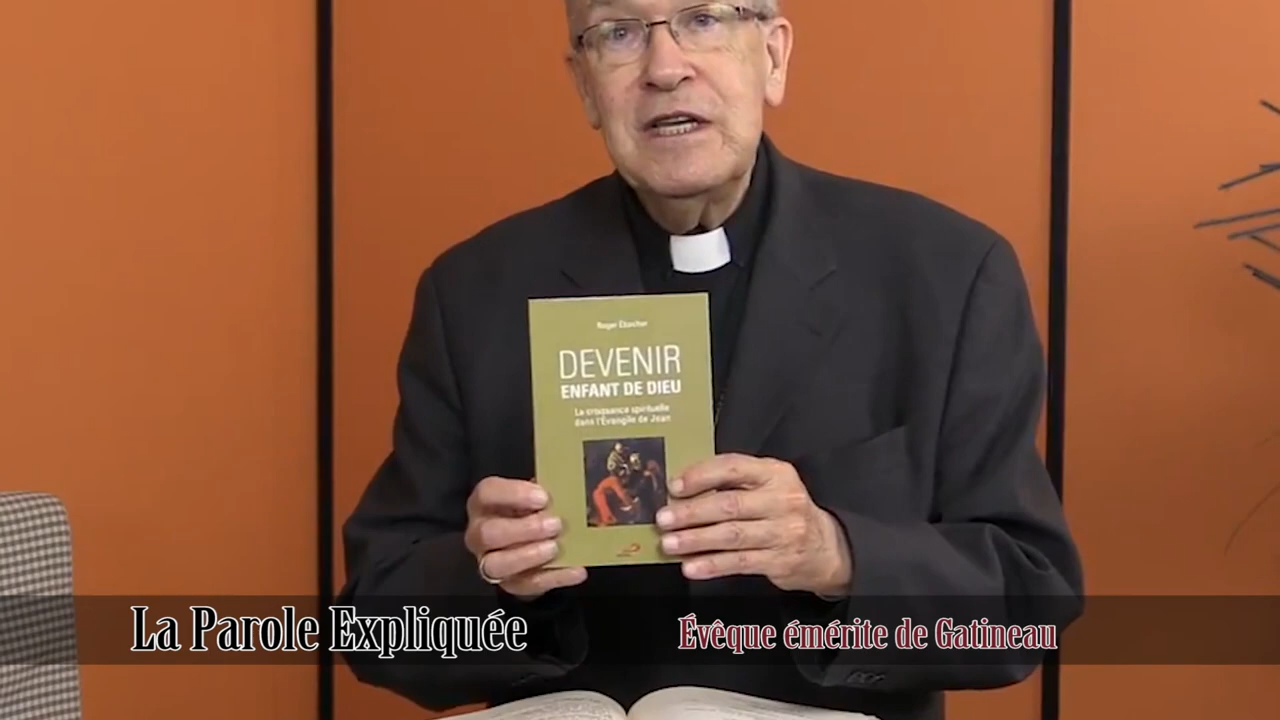 Roger Ébacher
DEVENIR
ENFANT DE DIEU
La croissance spirituelle
dans l'Évangile de Jean
La Parole Expliquée
Évêque émérite de Gatineau